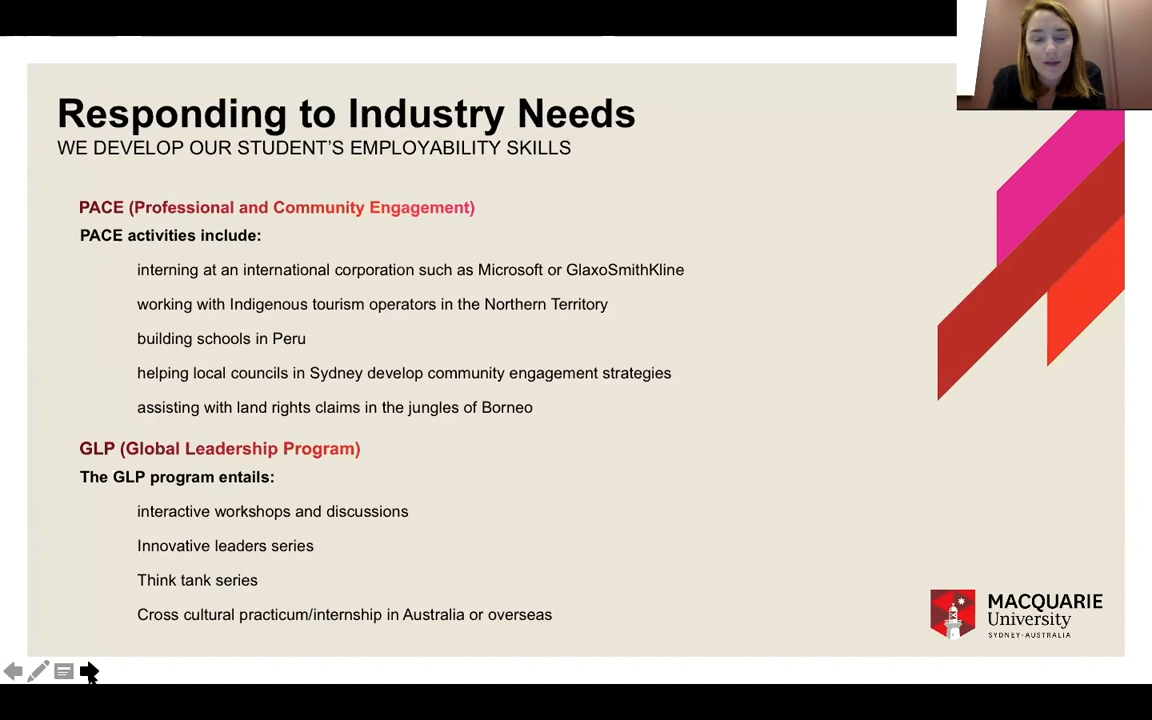 Responding to Industry Needs
WE DEVELOP OUR STUDENT'S EMPLOYABILITY SKILLS
PACE (Professional and Community Engagement)
PACE activities include:
interning at an international corporation such as Microsoft or GlaxoSmithKline
working with Indigenous tourism operators in the Northern Territory
building schools in Peru
helping local councils in Sydney develop community engagement strategies
assisting with land rights claims in the jungles of Borneo
GLP (Global Leadership Program)
The GLP program entails:
interactive workshops and discussions
Innovative leaders series
Think tank series
Cross cultural practicum/internship in Australia or overseas
MACQUARIE
University
SYDNEY·AUSTRALIA